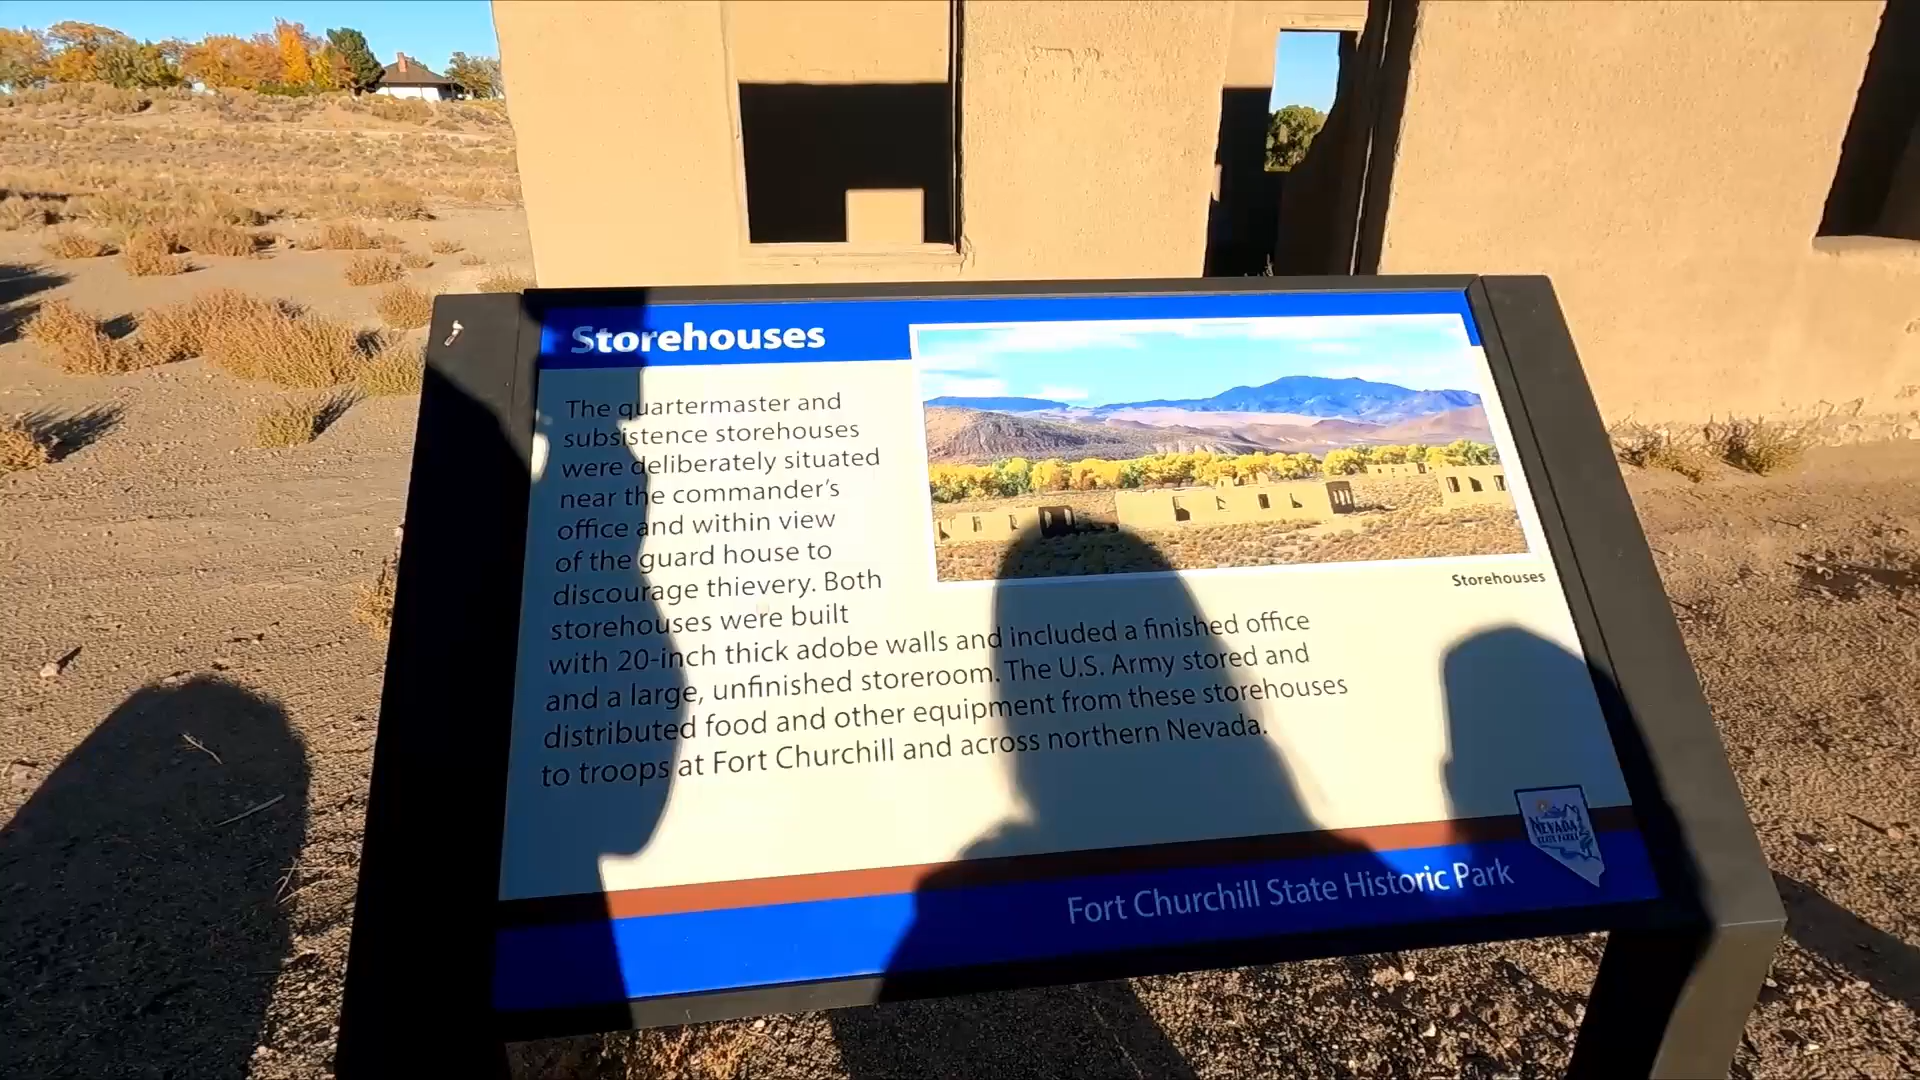 Storehouses
The quartermaster and
subsistence storehouses
were deliberately situated
near the commander's
office and within view
of the guard house to
discourage thievery. Both
storehouses were built
with 20-inch thick adobe walls and included a finished office
and a large, unfinished storeroom. The U.S. Army stored and
distributed food and other equipment from these storehouses
to troops at Fort Churchill and across northern Nevada.
Storehouses
NEVADA
STATE PARKS
Fort Churchill State Historic Park